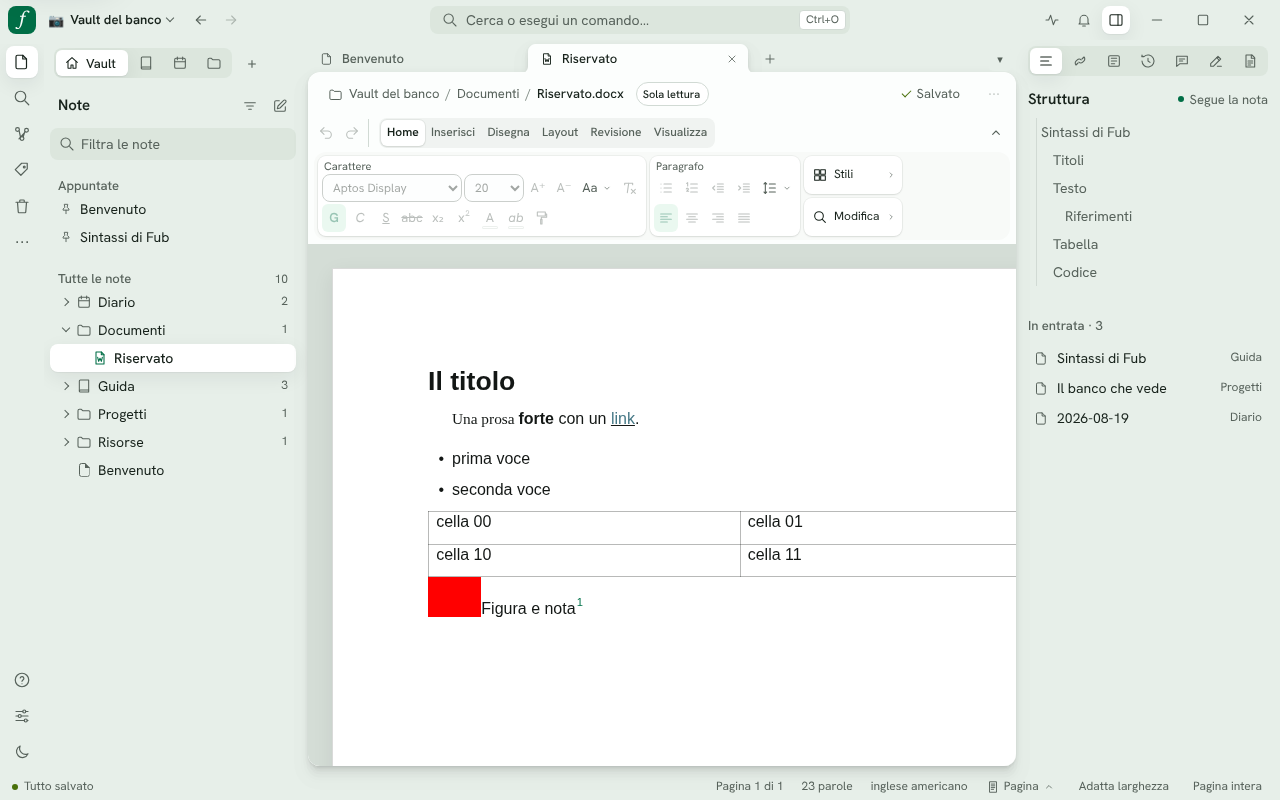 Vault del banco
Cerca o esegui un comando…
Ctrl+O
Vault
Note
Filtra le note
Appuntate
Benvenuto
Sintassi di Fub
Tutte le note 10
Diario 2
Documenti 1
Riservato
Guida 3
Progetti 1
Risorse 1
Benvenuto
Tutto salvato
Benvenuto
Riservato
Vault del banco / Documenti / Riservato.docx
Sola lettura
Salvato
Home Inserisci Disegna Layout Revisione Visualizza
Carattere
Aptos Display 20 A⁺ A⁻ Aa
G C S abc x₂ x² A ab
Paragrafo
Stili
Modifica
Il titolo
Una prosa forte con un link.
• prima voce
• seconda voce
cella 00 cella 01
cella 10 cella 11
Figura e nota¹
Struttura
Segue la nota
Sintassi di Fub
Titoli
Testo
Riferimenti
Tabella
Codice
In entrata · 3
Sintassi di Fub Guida
Il banco che vede Progetti
2026-08-19 Diario
Pagina 1 di 1 23 parole inglese americano Pagina Adatta larghezza Pagina intera